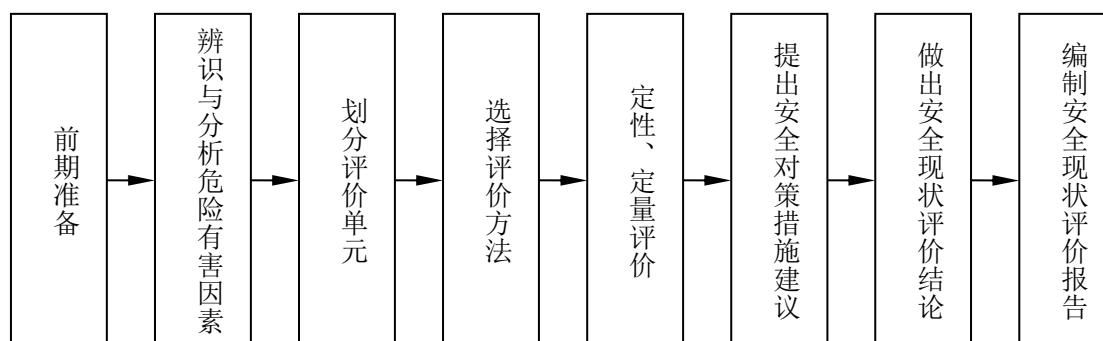 前期准备
辨识与分析危险有害因素
划分评价单元
选择评价方法
定性、定量评价
提出安全对策措施建议
做出安全现状评价结论
编制安全现状评价报告